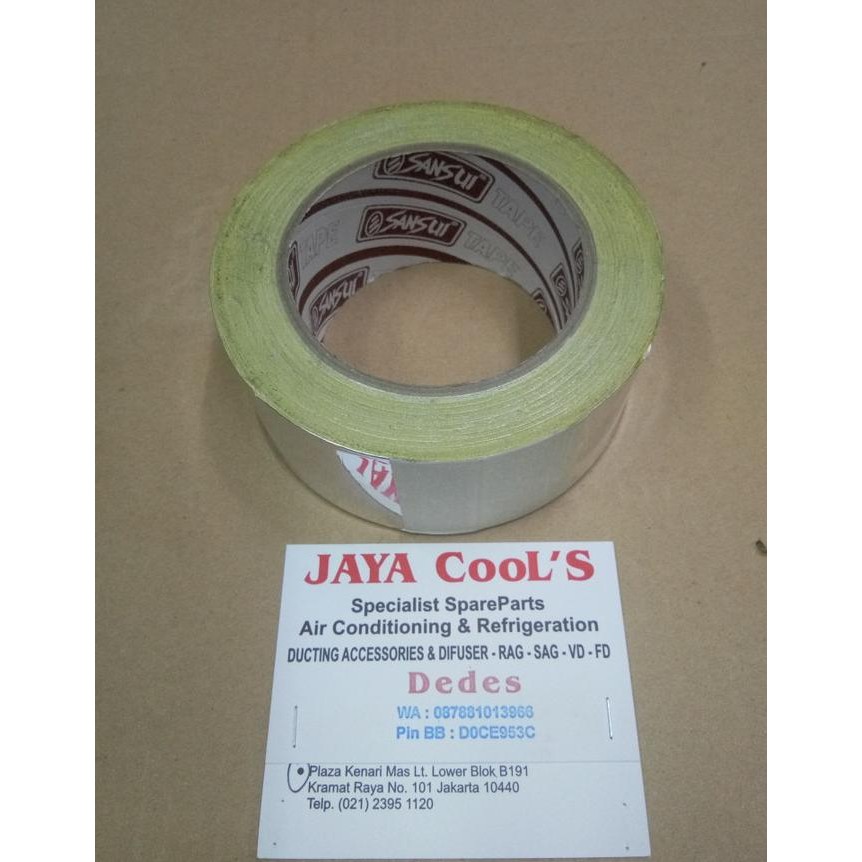 SANSUI TAPE
TAPE SANSUI TAPE
SANSUI
JAYA CooL'S
Specialist SpareParts
Air Conditioning & Refrigeration
DUCTING ACCESSORIES & DIFUSER - RAG - SAG - VD - FD
Dedes
WA : 087881013966
Pin BB : D0CE953C
Plaza Kenari Mas Lt. Lower Blok B191
Kramat Raya No. 101 Jakarta 10440
Telp. (021) 2395 1120